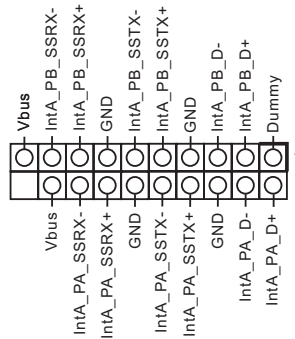 Vbus
IntA_PB_SSRX-
IntA_PB_SSRX+
GND
IntA_PB_SSTX-
IntA_PB_SSTX+
GND
IntA_PB_D-
IntA_PB_D+
Dummy
Vbus
IntA_PA_SSRX-
IntA_PA_SSRX+
GND
IntA_PA_SSTX-
IntA_PA_SSTX+
GND
IntA_PA_D-
IntA_PA_D+